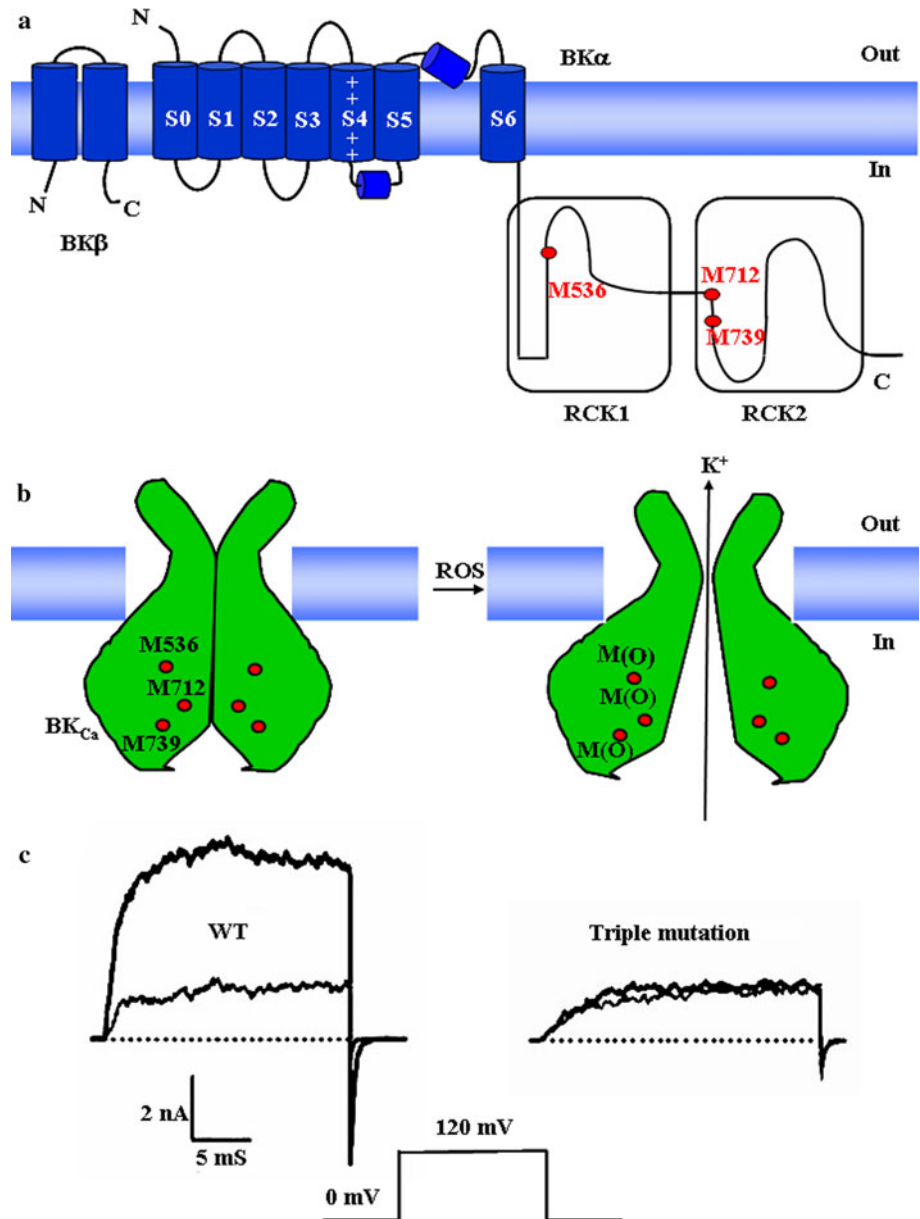 a
N
BKα
Out
S0 S1 S2 S3 S4 S5 S6
+
+
+
+
In
N
C
BKβ
M536
M712
M739
C
RCK1
RCK2
b
K+
Out
ROS
In
M536
M712
M739
BKCa
M(O)
M(O)
M(O)
c
WT
Triple mutation
2 nA
5 mS
120 mV
0 mV